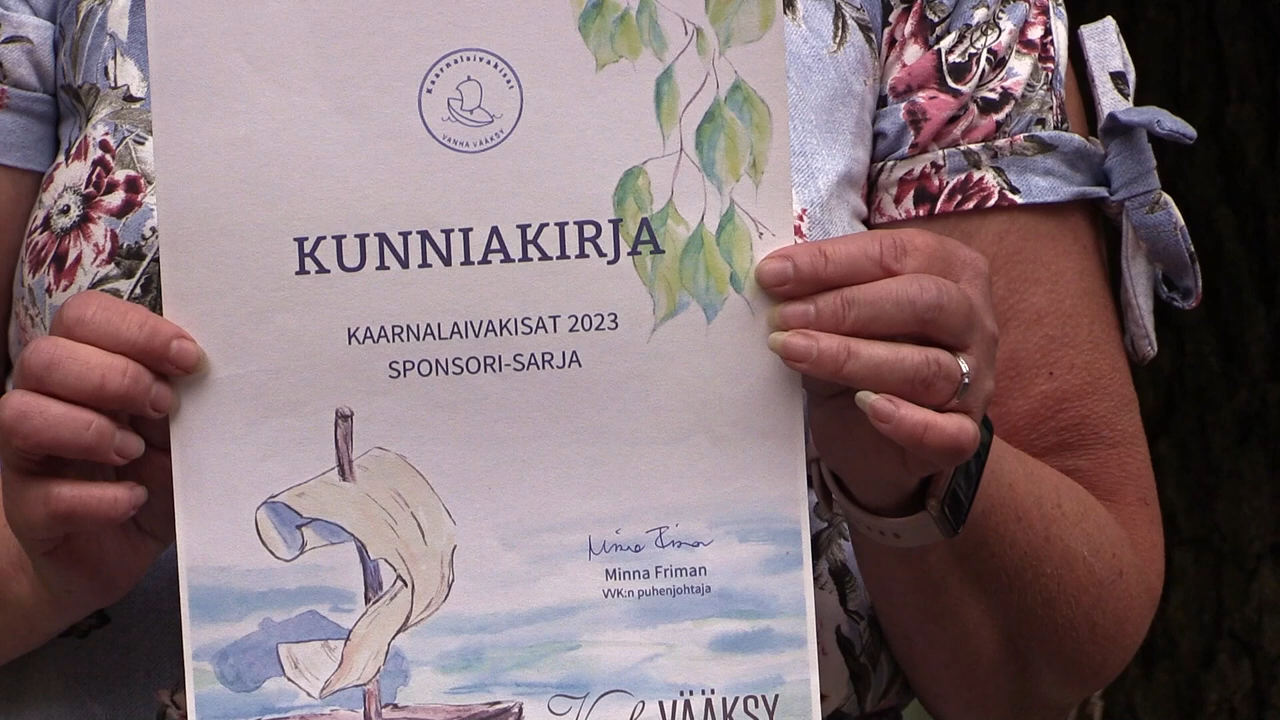 Kaarnalaivakisat
VANHA VÄÄKSY
KUNNIAKIRJA
KAARNALAIVAKISAT 2023
SPONSORI-SARJA
Minna Friman
VVK:n puhenjohtaja
VÄÄKSY